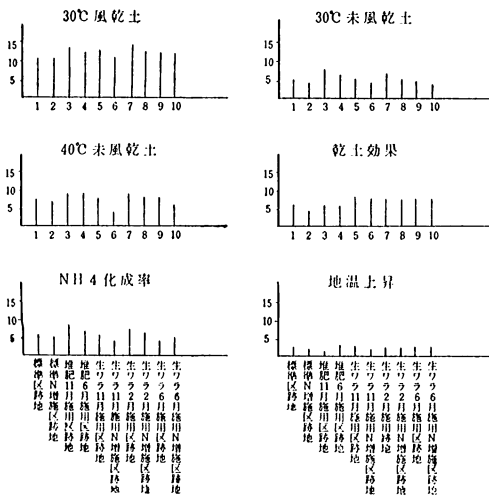 30℃風乾土
15
10
5
1 2 3 4 5 6 7 8 9 10
30℃未風乾土
15
10
5
1 2 3 4 5 6 7 8 9 10
40℃未風乾土
15
10
5
1 2 3 4 5 6 7 8 9 10
乾土効果
15
10
5
1 2 3 4 5 6 7 8 9 10
NH4化成率
15
10
6
標準区跡地
標準N増施区跡地
堆肥11月施用区跡地
堆肥6月施用区跡地
生ワラ11月施用区跡地
生ワラ11月施用N増施区跡地
生ワラ2月施用区跡地
生ワラ2月施用N増施区跡地
生ワラ6月施用区跡地
生ワラ6月施用N増施区跡地
地温上昇
15
10
5
標準区跡地
標準N増施区跡地
堆肥11月施用区跡地
堆肥6月施用区跡地
生ワラ11月施用区跡地
生ワラ11月施用N増施区跡地
生ワラ2月施用跡地
生ワラ2月施用N増施区跡地
生ワラ6月施用区跡地
生ワラ6月施用N増施区跡地